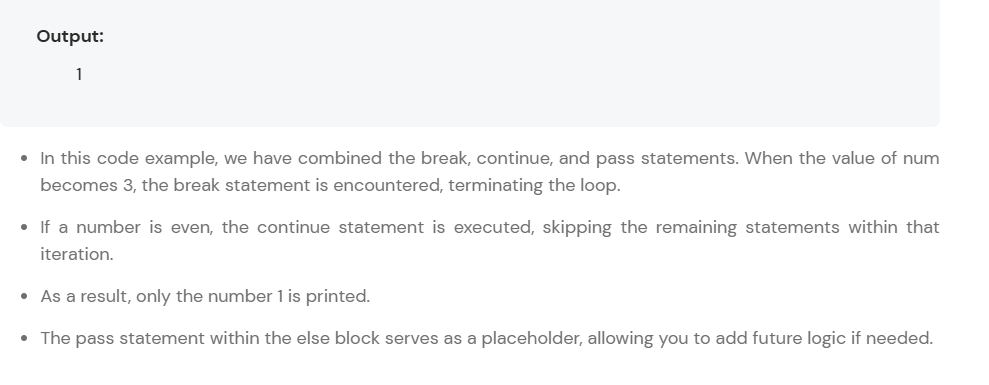 Output:
1
In this code example, we have combined the break, continue, and pass statements. When the value of num
becomes 3, the break statement is encountered, terminating the loop.
If a number is even, the continue statement is executed, skipping the remaining statements within that
iteration.
As a result, only the number 1 is printed.
The pass statement within the else block serves as a placeholder, allowing you to add future logic if needed.